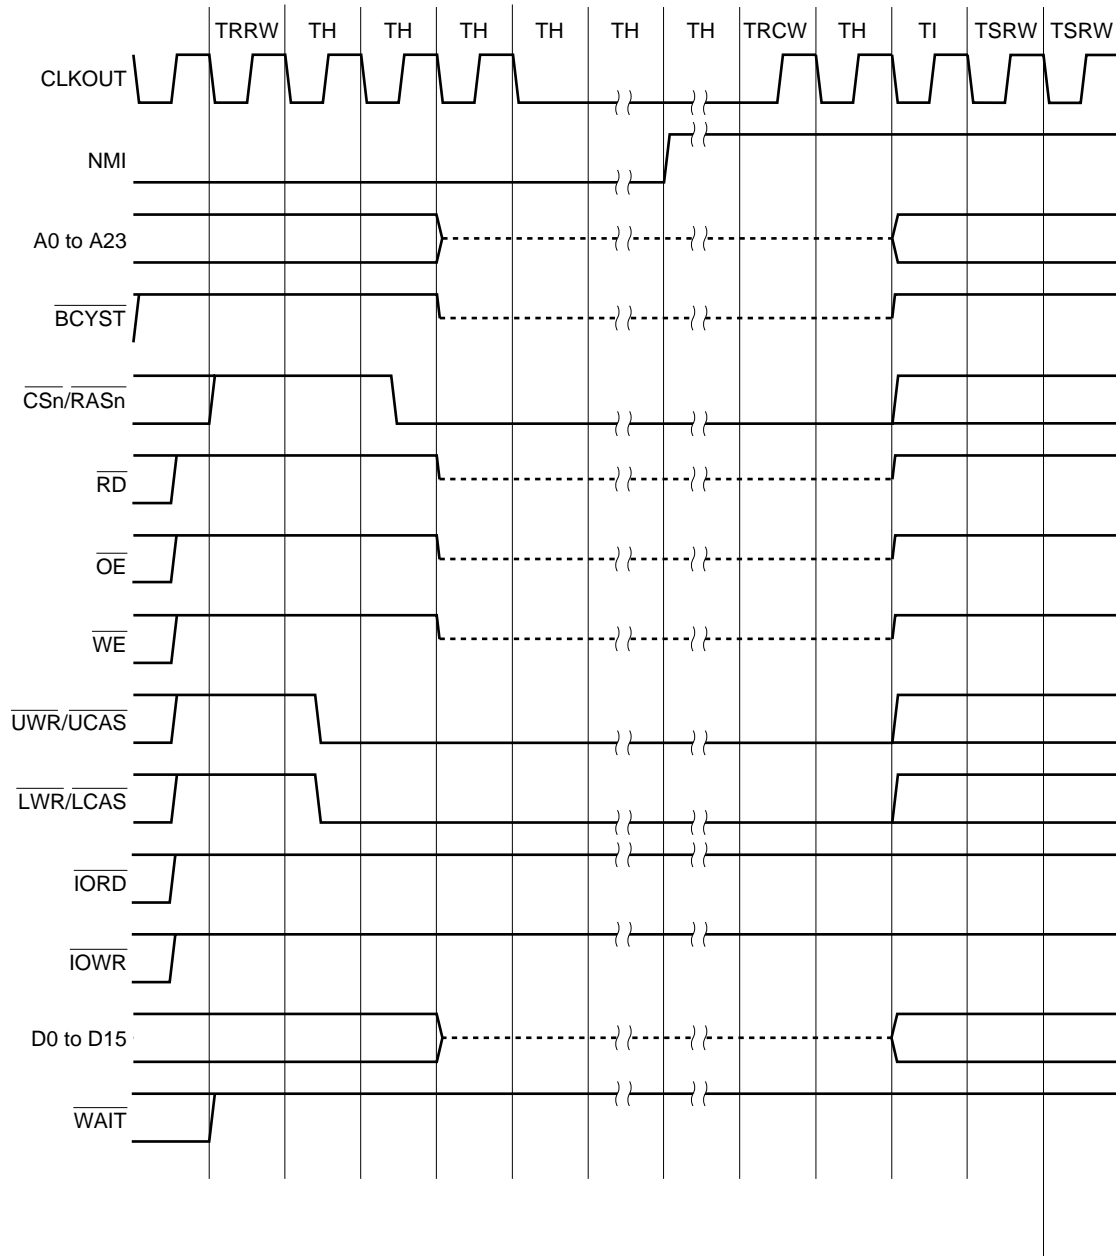 TRRW TH TH TH TH TH TH TRCW TH TI TSRW TSRW
CLKOUT
NMI
A0 to A23
BCYST
CSn/RASn
RD
OE
WE
UWR/UCAS
LWR/LCAS
IORD
IOWR
D0 to D15
WAIT